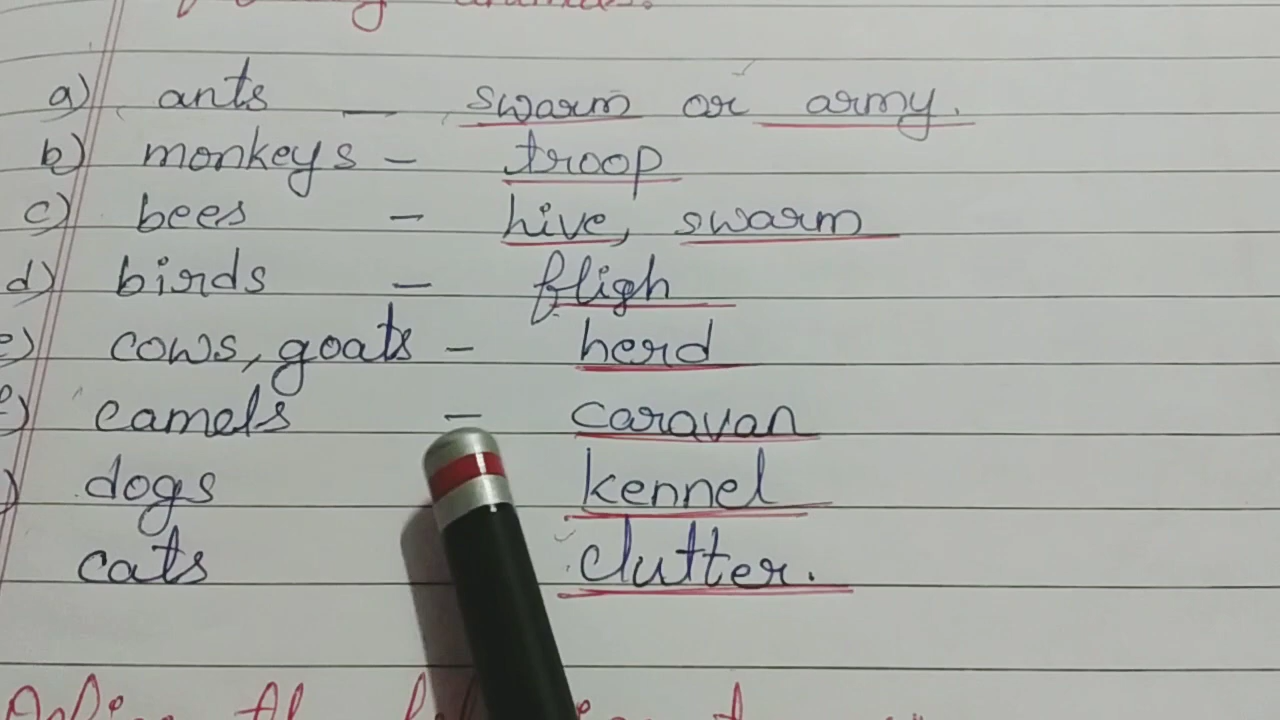 a) ants — swarm or army.
b) monkeys – troop
c) bees – hive, swarm
d) birds – fligh
e) cows, goats – herd
camels – caravan
dogs kennel
cats clutter.